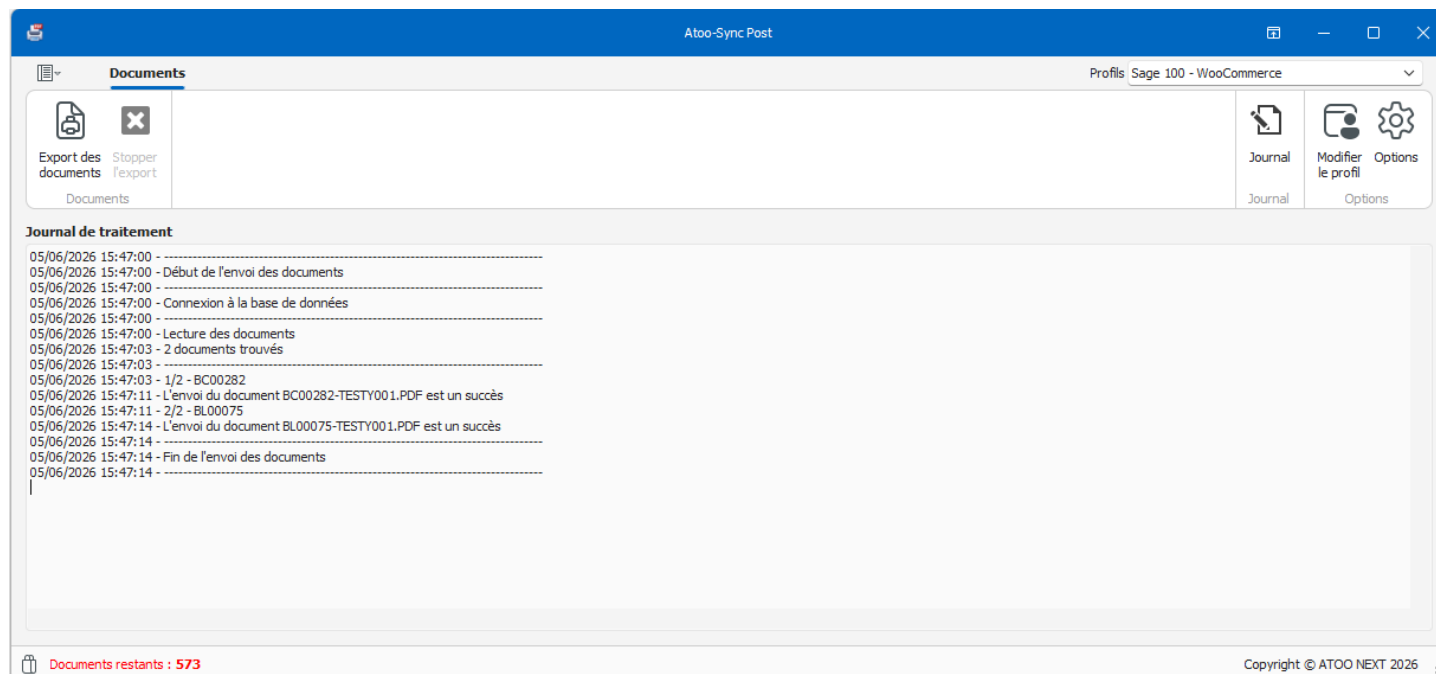 Atoo-Sync Post
Documents
Profils Sage 100 - WooCommerce
Export des documents
Stopper l'export
Documents
Journal
Journal
Modifier le profil
Options
Options
Journal de traitement
05/06/2026 15:47:00 - --------------------------------------------------------------------------------
05/06/2026 15:47:00 - Début de l'envoi des documents
05/06/2026 15:47:00 - --------------------------------------------------------------------------------
05/06/2026 15:47:00 - Connexion à la base de données
05/06/2026 15:47:00 - --------------------------------------------------------------------------------
05/06/2026 15:47:00 - Lecture des documents
05/06/2026 15:47:03 - 2 documents trouvés
05/06/2026 15:47:03 - --------------------------------------------------------------------------------
05/06/2026 15:47:03 - 1/2 - BC00282
05/06/2026 15:47:11 - L'envoi du document BC00282-TESTY001.PDF est un succès
05/06/2026 15:47:11 - 2/2 - BL00075
05/06/2026 15:47:14 - L'envoi du document BL00075-TESTY001.PDF est un succès
05/06/2026 15:47:14 - --------------------------------------------------------------------------------
05/06/2026 15:47:14 - Fin de l'envoi des documents
05/06/2026 15:47:14 - --------------------------------------------------------------------------------
Documents restants : 573
Copyright © ATOO NEXT 2026